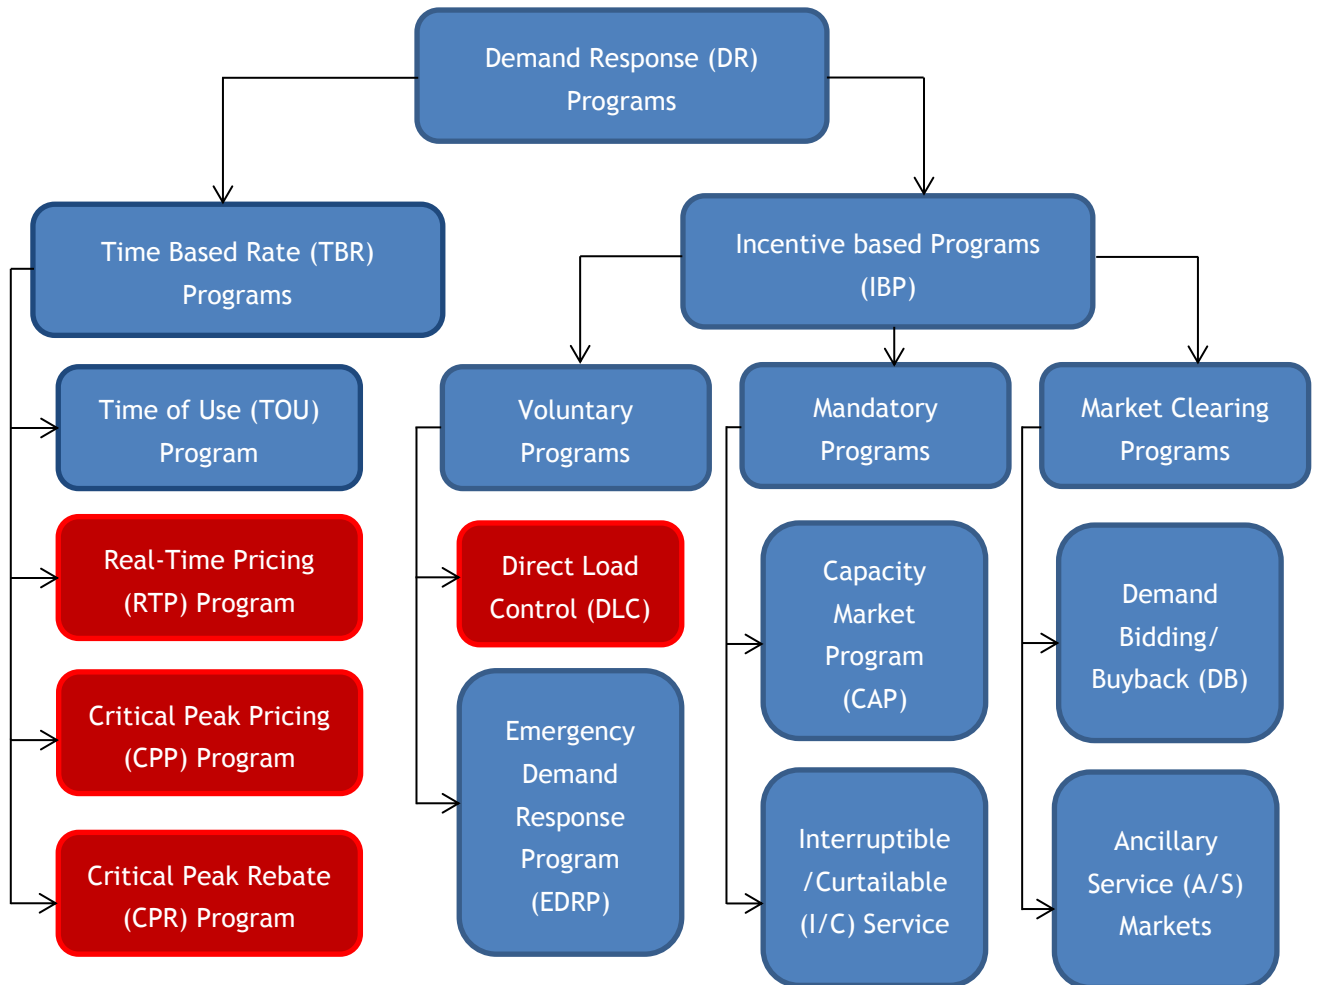 Demand Response (DR)
Programs
Time Based Rate (TBR)
Programs
Incentive based Programs
(IBP)
Time of Use (TOU)
Program
Voluntary
Programs
Mandatory
Programs
Market Clearing
Programs
Real-Time Pricing
(RTP) Program
Critical Peak Pricing
(CPP) Program
Critical Peak Rebate
(CPR) Program
Direct Load
Control (DLC)
Emergency
Demand
Response
Program
(EDRP)
Capacity
Market
Program
(CAP)
Interruptible
/Curtailable
(I/C) Service
Demand
Bidding/
Buyback (DB)
Ancillary
Service (A/S)
Markets